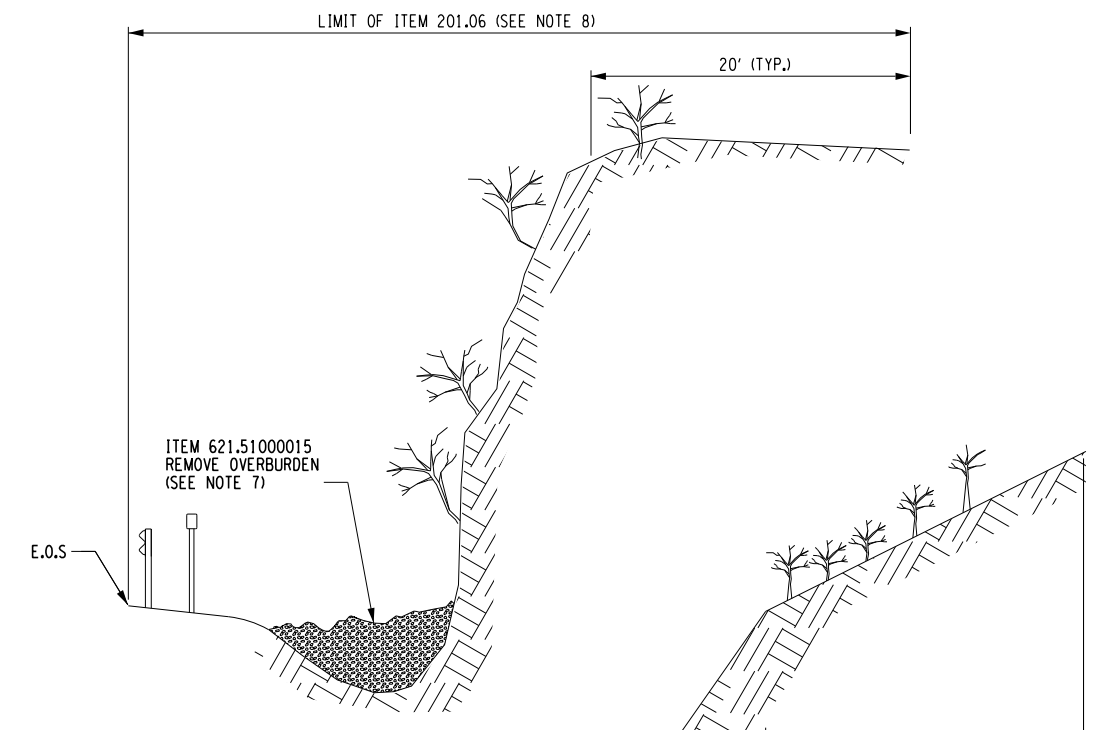 LIMIT OF ITEM 201.06 (SEE NOTE 8)
20' (TYP.)
ITEM 621.51000015
REMOVE OVERBURDEN
(SEE NOTE 7)
E.O.S